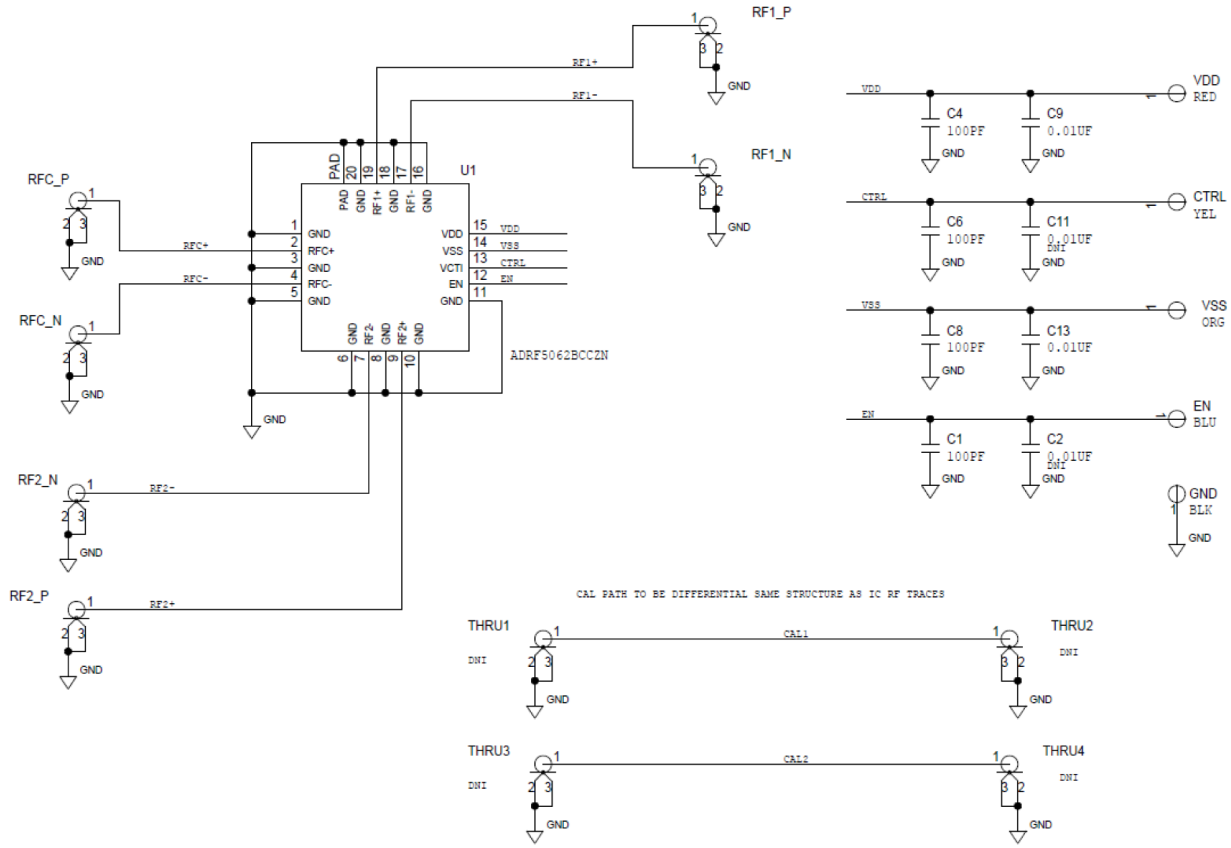 RF1_P
1
3 2
GND
RF1+
RF1-
RF1_N
1
3 2
GND
VDD
C4
100PF
GND
C9
0.01UF
GND
1
VDD
RED
CTRL
C6
100PF
GND
C11
0.01UF
DNI
GND
1
CTRL
YEL
VSS
C8
100PF
GND
C13
0.01UF
GND
1
VSS
ORG
EN
C1
100PF
GND
C2
0.01UF
DNI
GND
1
EN
BLU
GND
1
BLK
GND
RFC_P
1
2 3
GND
RFC+
RFC-
RFC_N
1
2 3
GND
U1
PAD 20 19 18 17 16
PAD GND RF1+ GND RF1- GND
1 GND
2 RFC+
3 GND
4 RFC-
5 GND
VDD 15 VDD
VSS 14 VSS
VCTI 13 CTRL
EN 12 EN
GND 11
GND RF2- GND RF2+ GND
6 7 8 9 10
ADRF5062BCCZN
GND
RF2_N
1
2 3
GND
RF2-
RF2_P
1
2 3
GND
RF2+
CAL PATH TO BE DIFFERENTIAL SAME STRUCTURE AS IC RF TRACES
THRU1
DNI
1
2 3
GND
CAL1
THRU2
DNI
1
3 2
GND
THRU3
DNI
1
2 3
GND
CAL2
THRU4
DNI
1
3 2
GND